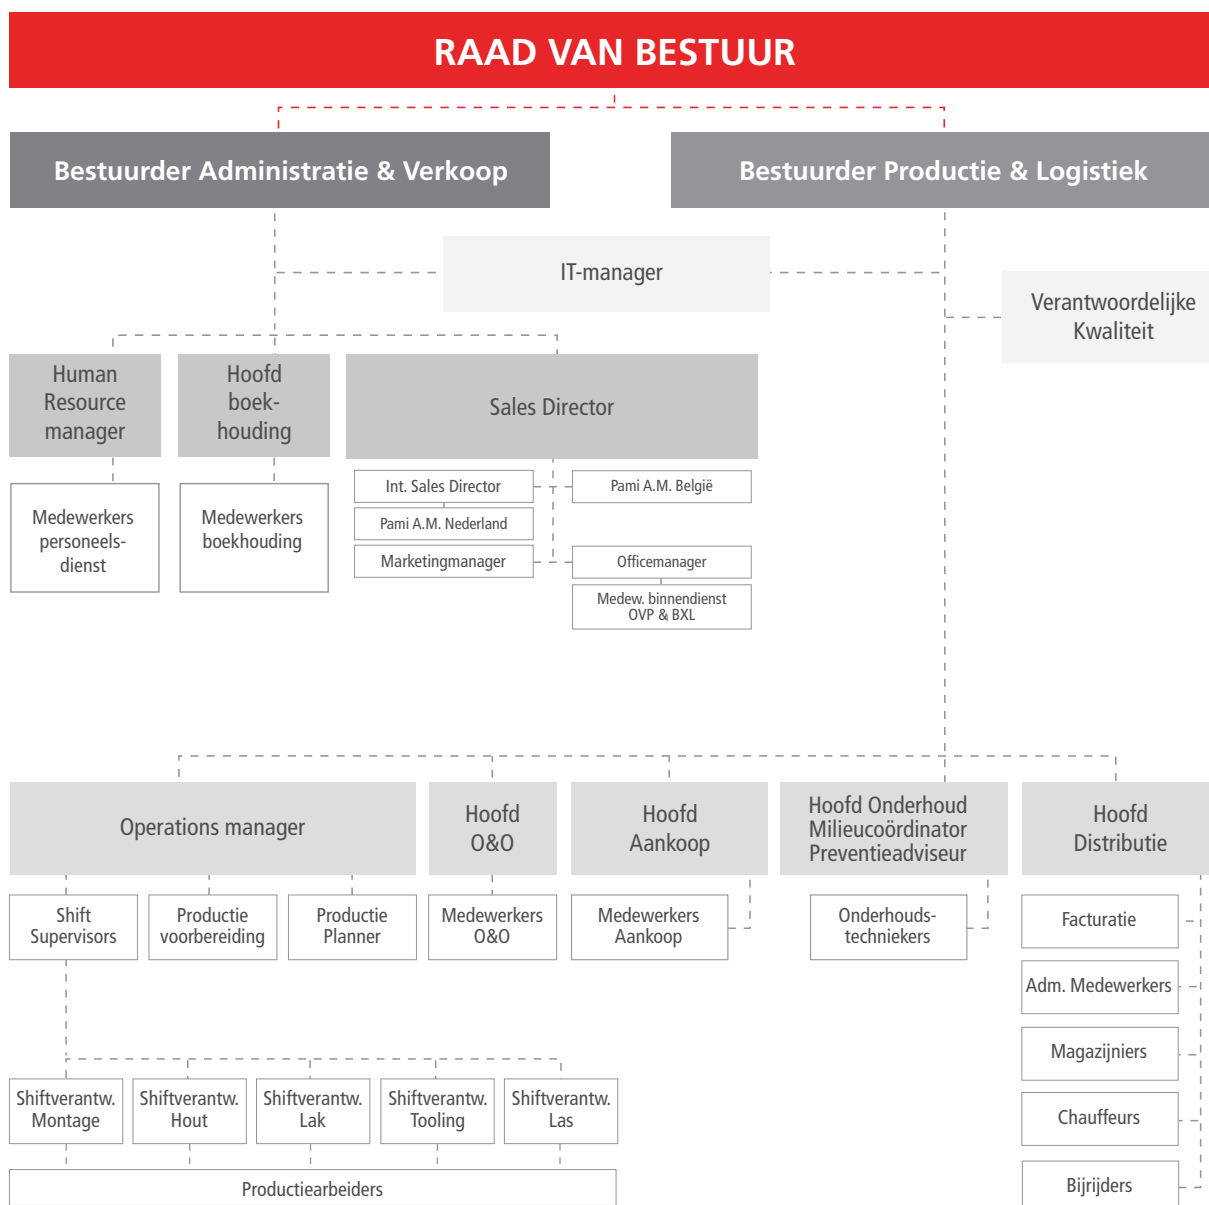 RAAD VAN BESTUUR
Bestuurder Administratie & Verkoop
Bestuurder Productie & Logistiek
IT-manager
Verantwoordelijke
Kwaliteit
Human
Resource
manager
Hoofd
boek-
houding
Sales Director
Medewerkers
personeels-
dienst
Medewerkers
boekhouding
Int. Sales Director
Pami A.M. België
Pami A.M. Nederland
Marketingmanager
Officemanager
Medew. binnendienst
OVP & BXL
Operations manager
Hoofd
O&O
Hoofd
Aankoop
Hoofd Onderhoud
Milieucoördinator
Preventieadviseur
Hoofd
Distributie
Shift
Supervisors
Productie
voorbereiding
Productie
Planner
Medewerkers
O&O
Medewerkers
Aankoop
Onderhouds-
techniekers
Facturatie
Adm. Medewerkers
Magazijniers
Chauffeurs
Bijrijders
Shiftverantw.
Montage
Shiftverantw.
Hout
Shiftverantw.
Lak
Shiftverantw.
Tooling
Shiftverantw.
Las
Productiearbeiders